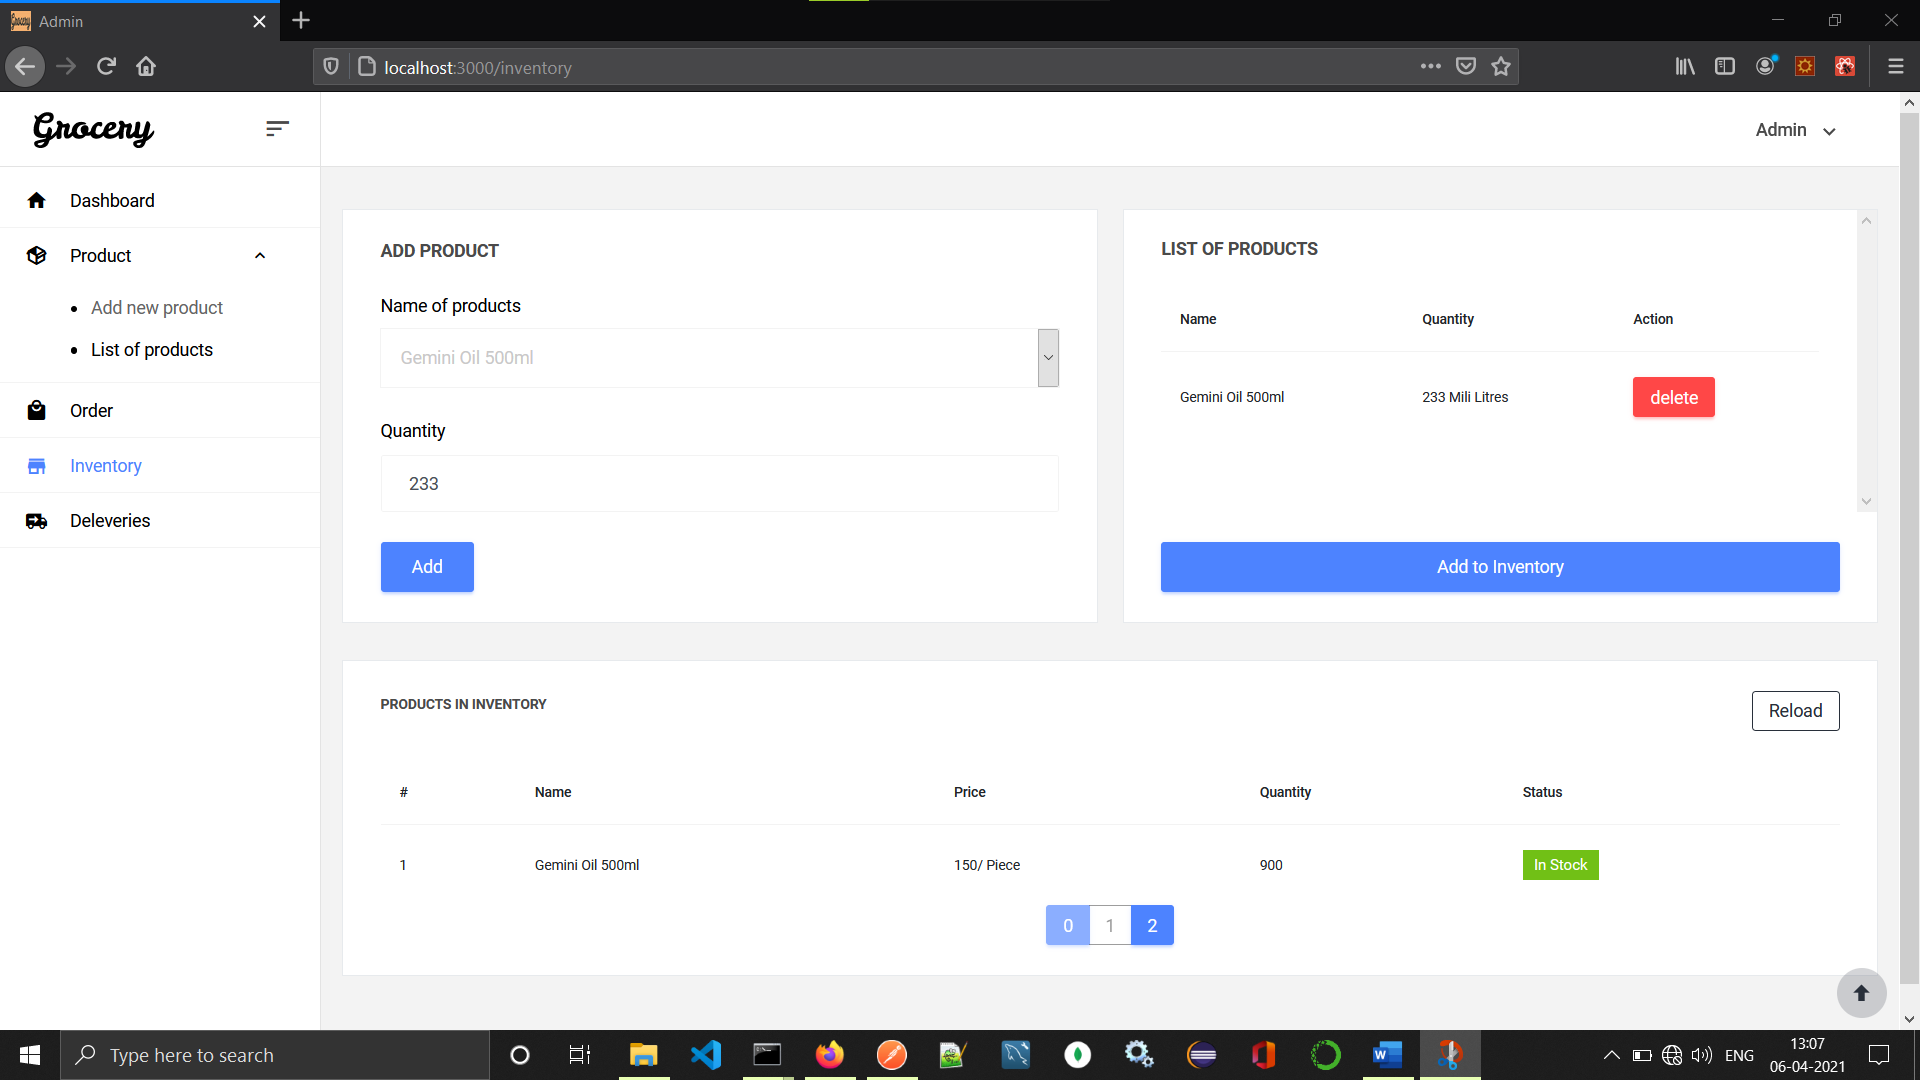 Admin
localhost:3000/inventory
Grocery
Admin
Dashboard
Product
Add new product
List of products
Order
Inventory
Deleveries
ADD PRODUCT
Name of products
Gemini Oil 500ml
Quantity
233
Add
LIST OF PRODUCTS
Name Quantity Action
Gemini Oil 500ml 233 Mili Litres delete
Add to Inventory
PRODUCTS IN INVENTORY
Reload
# Name Price Quantity Status
1 Gemini Oil 500ml 150/ Piece 900 In Stock
0 1 2
Type here to search
ENG
13:07
06-04-2021